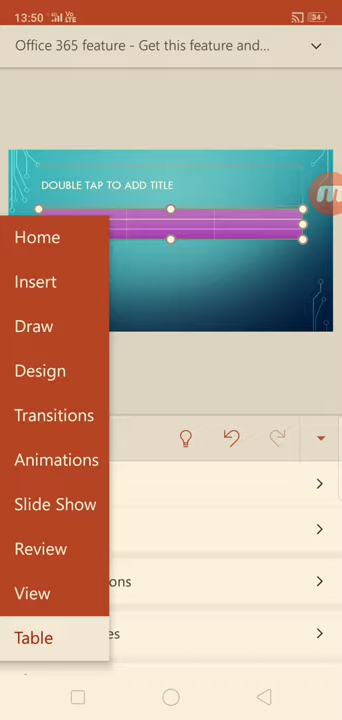 13:50
34
Office 365 feature - Get this feature and...
DOUBLE TAP TO ADD TITLE
Home
Insert
Draw
Design
Transitions
Animations
Slide Show
Review
View
ons
Table
es